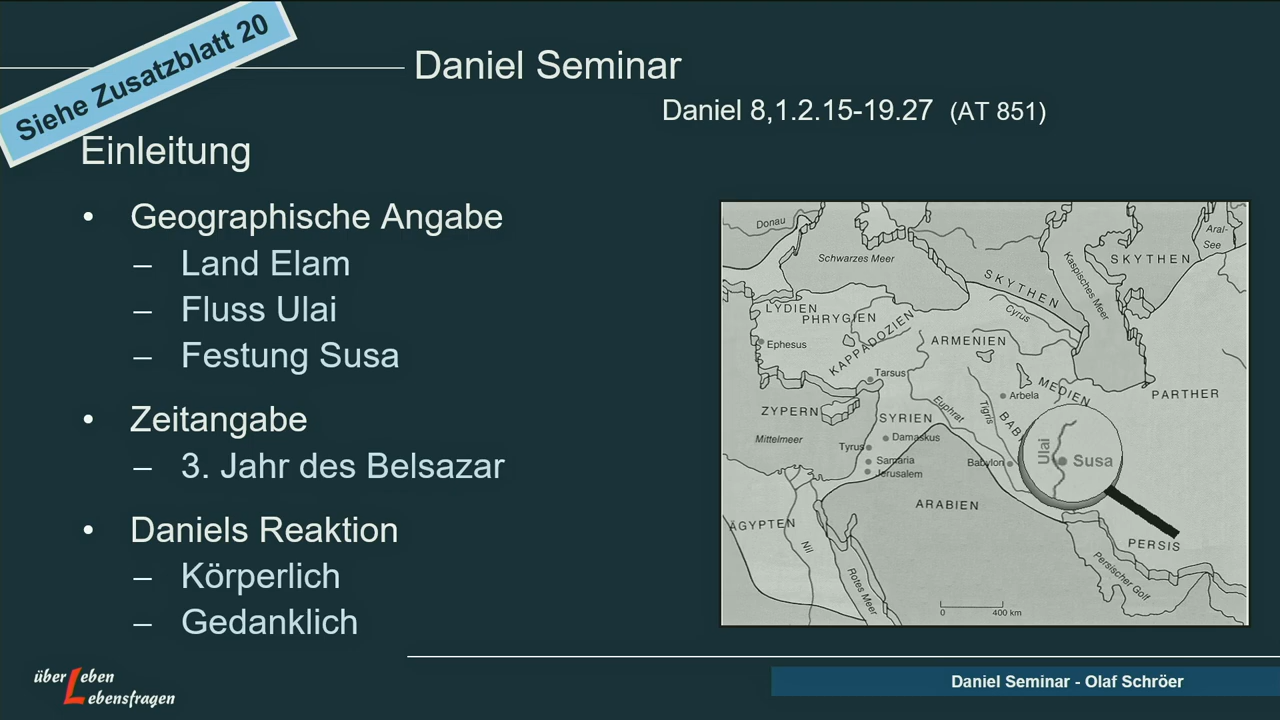 Siehe Zusatzblatt 20
Daniel Seminar
Daniel 8,1.2.15-19.27 (AT 851)
Einleitung
• Geographische Angabe
– Land Elam
– Fluss Ulai
– Festung Susa
• Zeitangabe
– 3. Jahr des Belsazar
• Daniels Reaktion
– Körperlich
– Gedanklich
Donau
Schwarzes Meer
Kaspisches Meer
Aral-
See
SKYTHEN
SKYTHEN
LYDIEN
PHRYGIEN
KAPPADOZIEN
Cyrus
ARMENIEN
Ephesus
Tarsus
MEDIEN
PARTHER
Arbela
ZYPERN
SYRIEN
Euphrat
Tigris
BABY
Mittelmeer
Damaskus
Tyrus
Samaria
Jerusalem
Babylon
Ulai
Susa
ARABIEN
ÄGYPTEN
Nil
Rotes Meer
PERSIS
Persischer Golf
0 400 km
über Leben
Lebensfragen
Daniel Seminar - Olaf Schröer